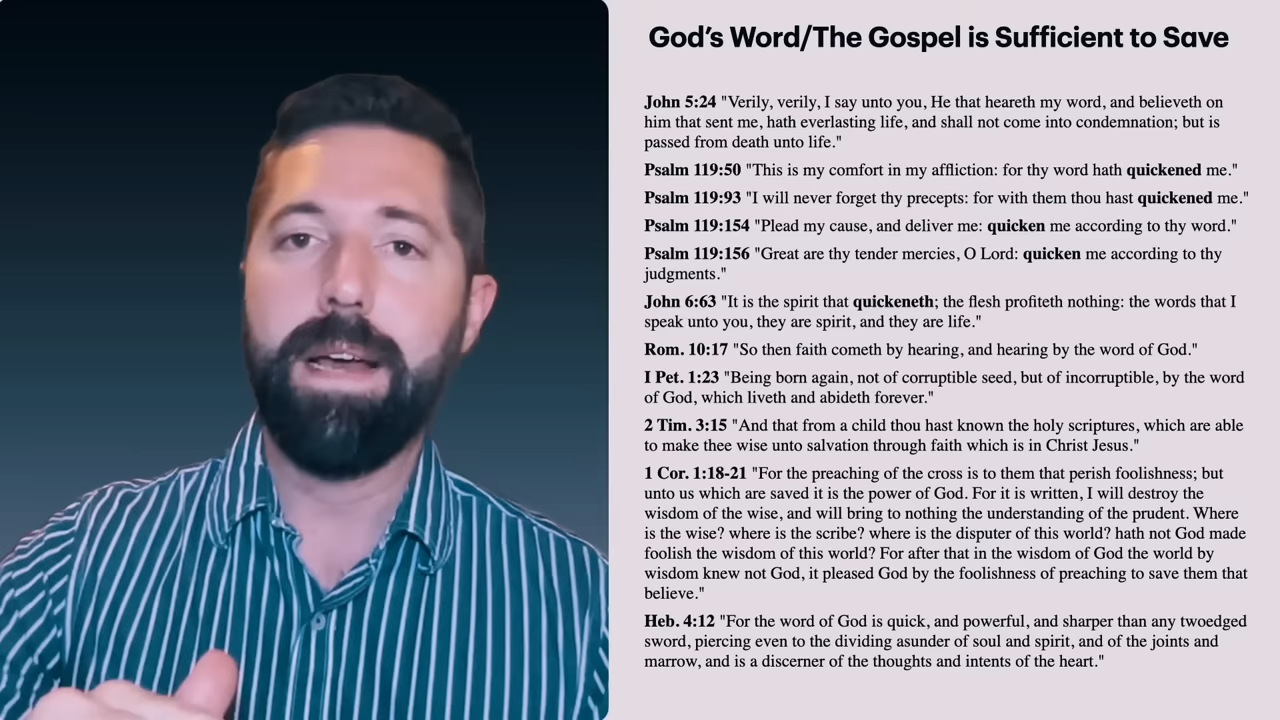 God’s Word/The Gospel is Sufficient to Save
John 5:24 "Verily, verily, I say unto you, He that heareth my word, and believeth on
him that sent me, hath everlasting life, and shall not come into condemnation; but is
passed from death unto life."
Psalm 119:50 "This is my comfort in my affliction: for thy word hath quickened me."
Psalm 119:93 "I will never forget thy precepts: for with them thou hast quickened me."
Psalm 119:154 "Plead my cause, and deliver me: quicken me according to thy word."
Psalm 119:156 "Great are thy tender mercies, O Lord: quicken me according to thy
judgments."
John 6:63 "It is the spirit that quickeneth; the flesh profiteth nothing: the words that I
speak unto you, they are spirit, and they are life."
Rom. 10:17 "So then faith cometh by hearing, and hearing by the word of God."
I Pet. 1:23 "Being born again, not of corruptible seed, but of incorruptible, by the word
of God, which liveth and abideth forever."
2 Tim. 3:15 "And that from a child thou hast known the holy scriptures, which are able
to make thee wise unto salvation through faith which is in Christ Jesus."
1 Cor. 1:18-21 "For the preaching of the cross is to them that perish foolishness; but
unto us which are saved it is the power of God. For it is written, I will destroy the
wisdom of the wise, and will bring to nothing the understanding of the prudent. Where
is the wise? where is the scribe? where is the disputer of this world? hath not God made
foolish the wisdom of this world? For after that in the wisdom of God the world by
wisdom knew not God, it pleased God by the foolishness of preaching to save them that
believe."
Heb. 4:12 "For the word of God is quick, and powerful, and sharper than any twoedged
sword, piercing even to the dividing asunder of soul and spirit, and of the joints and
marrow, and is a discerner of the thoughts and intents of the heart."